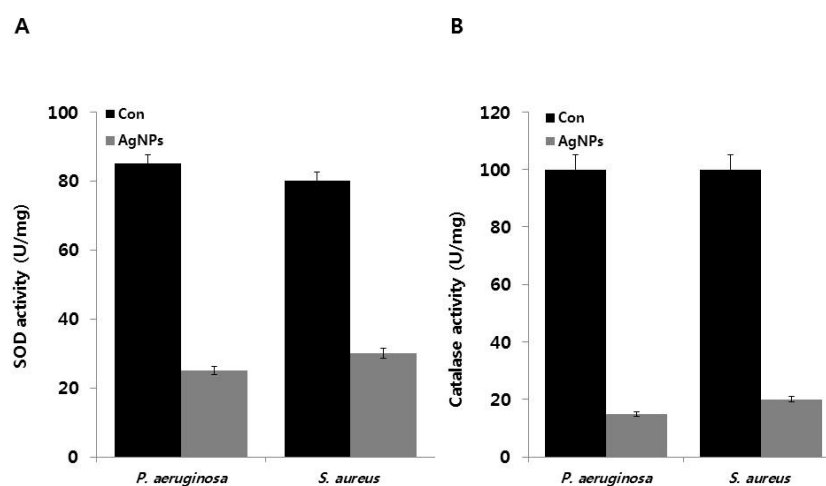 A
SOD activity (U/mg)
100
80
60
40
20
0
Con
AgNPs
P. aeruginosa
S. aureus
B
Catalase activity (U/mg)
120
100
80
60
40
20
0
Con
AgNPs
P. aeruginosa
S. aureus